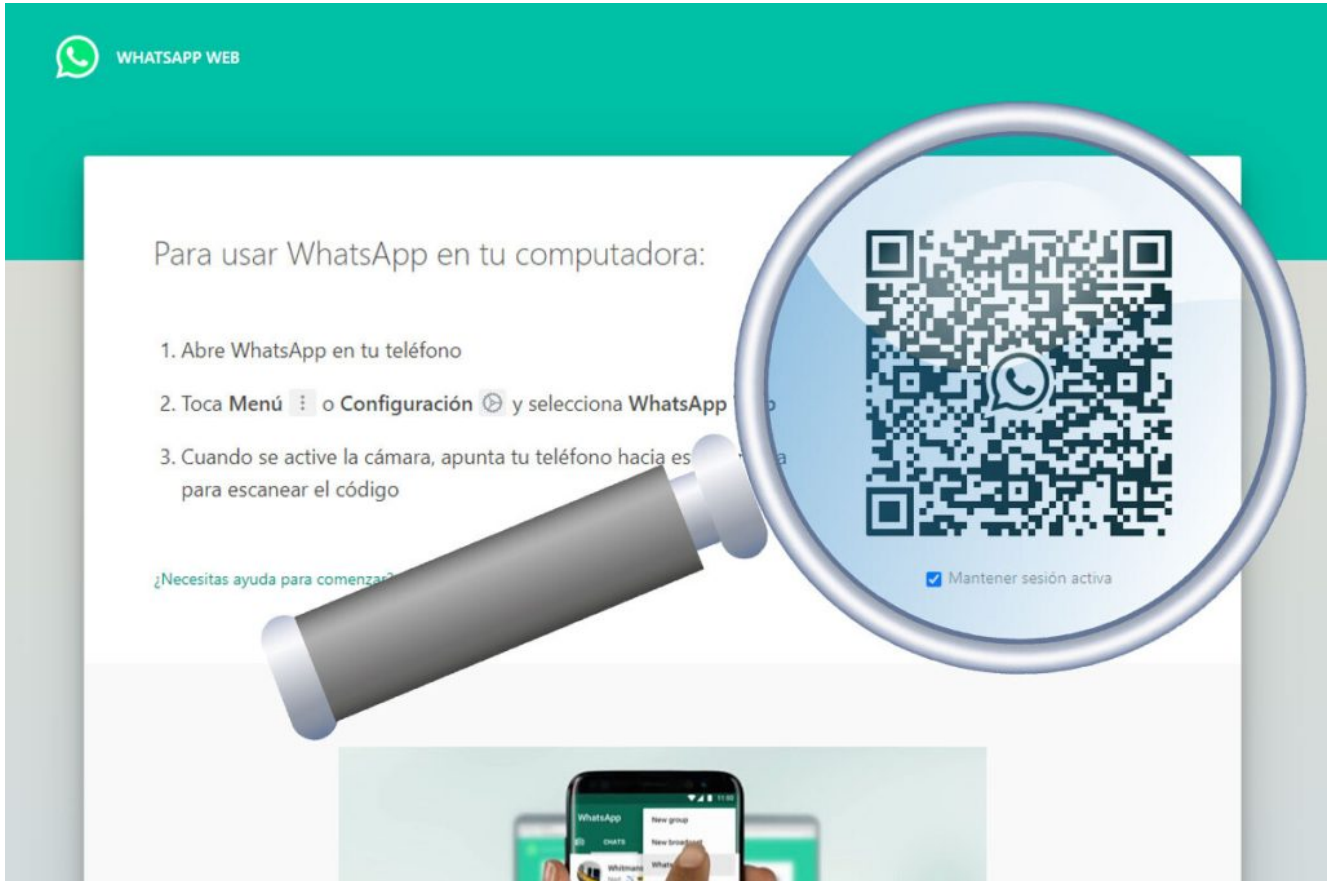 WHATSAPP WEB
Para usar WhatsApp en tu computadora:
1. Abre WhatsApp en tu teléfono
2. Toca Menú o Configuración y selecciona WhatsApp
3. Cuando se active la cámara, apunta tu teléfono hacia
para escanear el código
¿Necesitas ayuda para comenzar?
Mantener sesión activa
11:00
WhatsApp
New group
CHATS
New broadcast